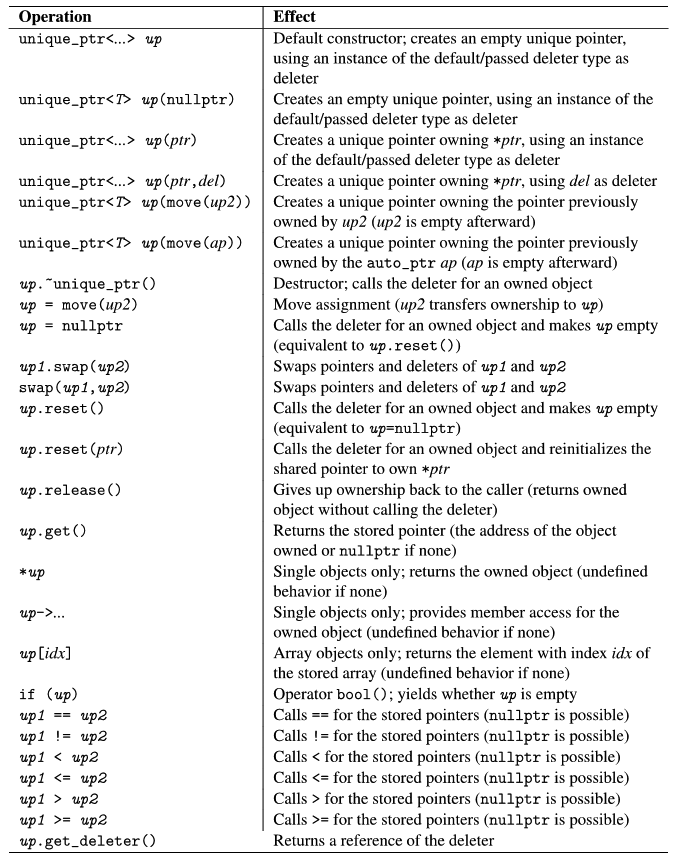 Operation Effect
unique_ptr<...> up Default constructor; creates an empty unique pointer,
using an instance of the default/passed deleter type as
deleter
unique_ptr<T> up(nullptr) Creates an empty unique pointer, using an instance of the
default/passed deleter type as deleter
unique_ptr<...> up(ptr) Creates a unique pointer owning *ptr, using an instance
of the default/passed deleter type as deleter
unique_ptr<...> up(ptr,del) Creates a unique pointer owning *ptr, using del as deleter
unique_ptr<T> up(move(up2)) Creates a unique pointer owning the pointer previously
owned by up2 (up2 is empty afterward)
unique_ptr<T> up(move(ap)) Creates a unique pointer owning the pointer previously
owned by the auto_ptr ap (ap is empty afterward)
up.~unique_ptr() Destructor; calls the deleter for an owned object
up = move(up2) Move assignment (up2 transfers ownership to up)
up = nullptr Calls the deleter for an owned object and makes up empty
(equivalent to up.reset())
up1.swap(up2) Swaps pointers and deleters of up1 and up2
swap(up1,up2) Swaps pointers and deleters of up1 and up2
up.reset() Calls the deleter for an owned object and makes up empty
(equivalent to up=nullptr)
up.reset(ptr) Calls the deleter for an owned object and reinitializes the
shared pointer to own *ptr
up.release() Gives up ownership back to the caller (returns owned
object without calling the deleter)
up.get() Returns the stored pointer (the address of the object
owned or nullptr if none)
*up Single objects only; returns the owned object (undefined
behavior if none)
up->... Single objects only; provides member access for the
owned object (undefined behavior if none)
up[idx] Array objects only; returns the element with index idx of
the stored array (undefined behavior if none)
if (up) Operator bool(); yields whether up is empty
up1 == up2 Calls == for the stored pointers (nullptr is possible)
up1 != up2 Calls != for the stored pointers (nullptr is possible)
up1 < up2 Calls < for the stored pointers (nullptr is possible)
up1 <= up2 Calls <= for the stored pointers (nullptr is possible)
up1 > up2 Calls > for the stored pointers (nullptr is possible)
up1 >= up2 Calls >= for the stored pointers (nullptr is possible)
up.get_deleter() Returns a reference of the deleter